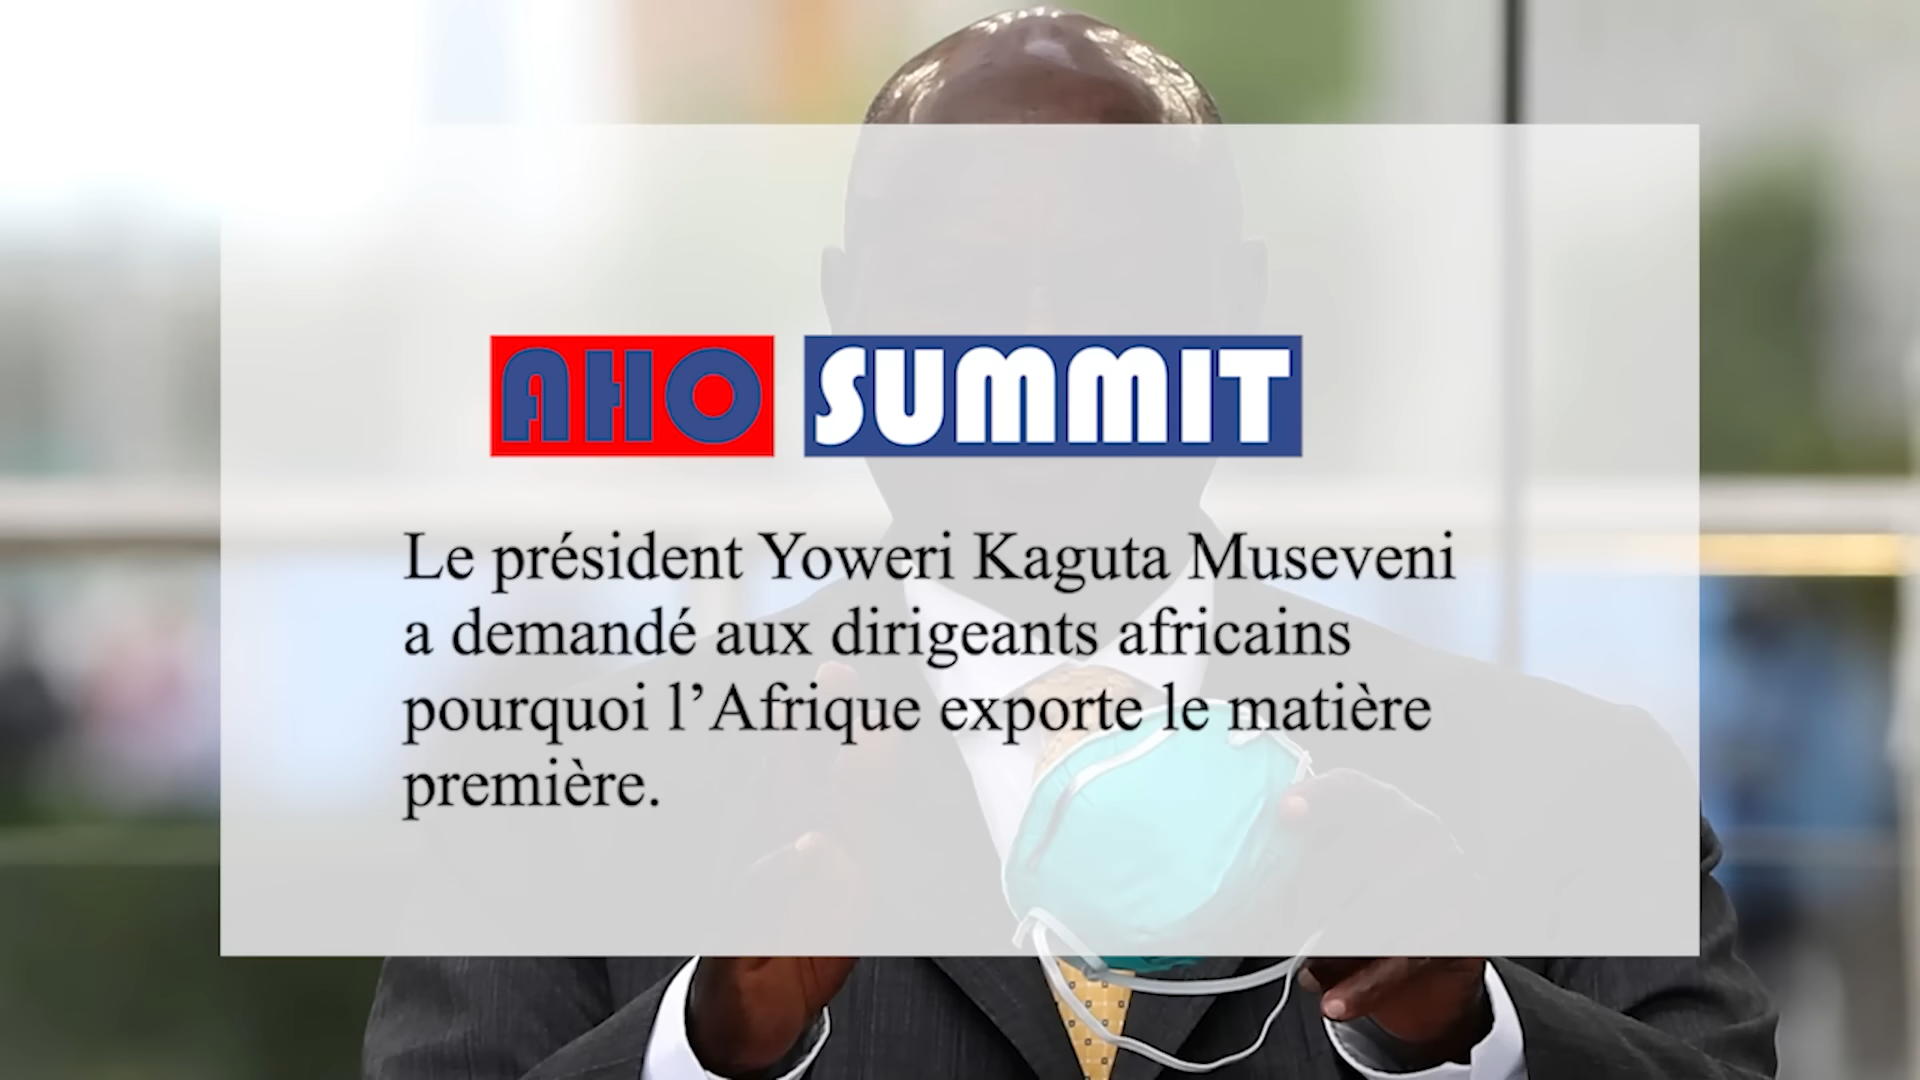 AHO SUMMIT
Le président Yoweri Kaguta Museveni
a demandé aux dirigeants africains
pourquoi l’Afrique exporte le matière
première.